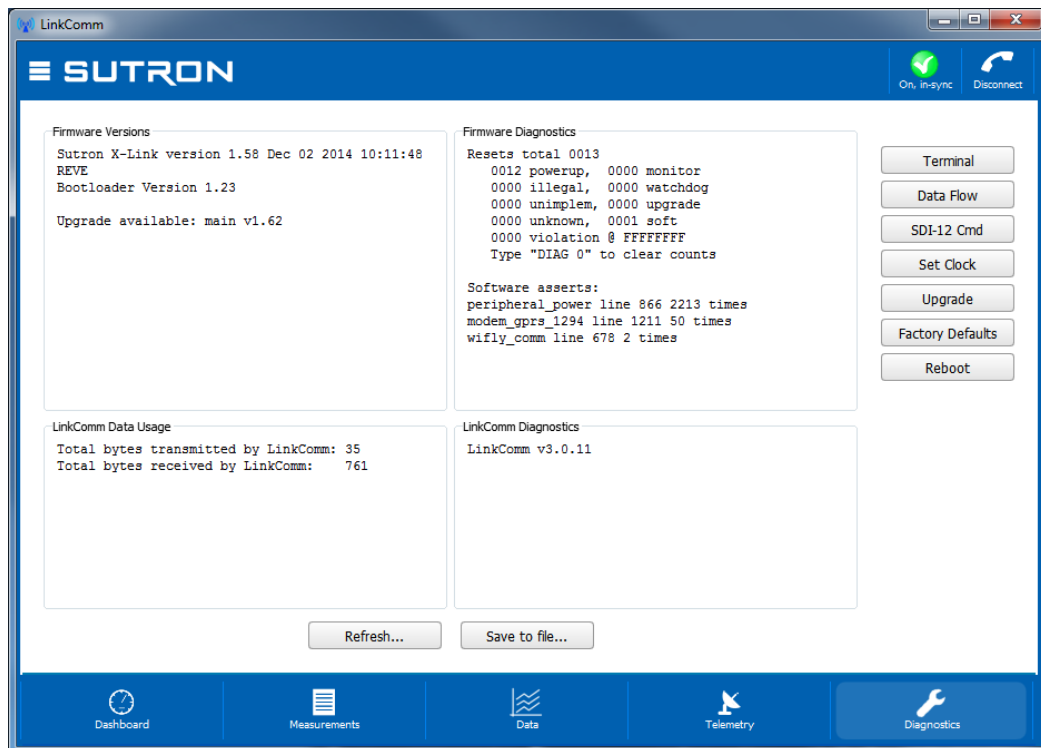 LinkComm
SUTRON
On, in-sync
Disconnect
Firmware Versions
Sutron X-Link version 1.58 Dec 02 2014 10:11:48
REVE
Bootloader Version 1.23
Upgrade available: main v1.62
Firmware Diagnostics
Resets total 0013
0012 powerup, 0000 monitor
0000 illegal, 0000 watchdog
0000 unimplem, 0000 upgrade
0000 unknown, 0001 soft
0000 violation @ FFFFFFFF
Type "DIAG 0" to clear counts
Software asserts:
peripheral_power line 866 2213 times
modem_gprs_1294 line 1211 50 times
wifly_comm line 678 2 times
Terminal
Data Flow
SDI-12 Cmd
Set Clock
Upgrade
Factory Defaults
Reboot
LinkComm Data Usage
Total bytes transmitted by LinkComm: 35
Total bytes received by LinkComm: 761
LinkComm Diagnostics
LinkComm v3.0.11
Refresh...
Save to file...
Dashboard
Measurements
Data
Telemetry
Diagnostics